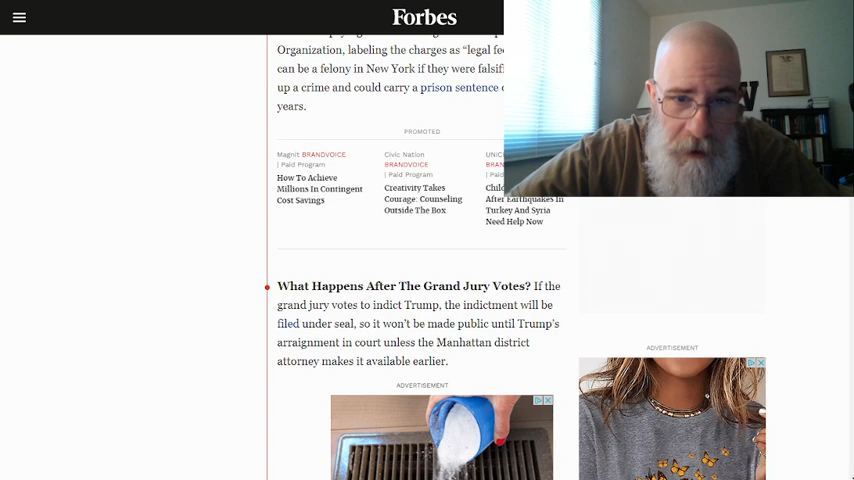 Forbes
Organization, labeling the charges as “legal
can be a felony in New York if they were
up a crime and could carry a prison sentence
years.
PROMOTED
Magnit BRANDVOICE
| Paid Program
How To Achieve
Millions In Contingent
Cost Savings
Civic Nation
BRANDVOICE
| Paid Program
Creativity Takes
Courage: Counseling
Outside The Box
After Earthquakes In
Turkey And Syria
Need Help Now
What Happens After The Grand Jury Votes? If the
grand jury votes to indict Trump, the indictment will be
filed under seal, so it won’t be made public until Trump’s
arraignment in court unless the Manhattan district
attorney makes it available earlier.
ADVERTISEMENT
ADVERTISEMENT